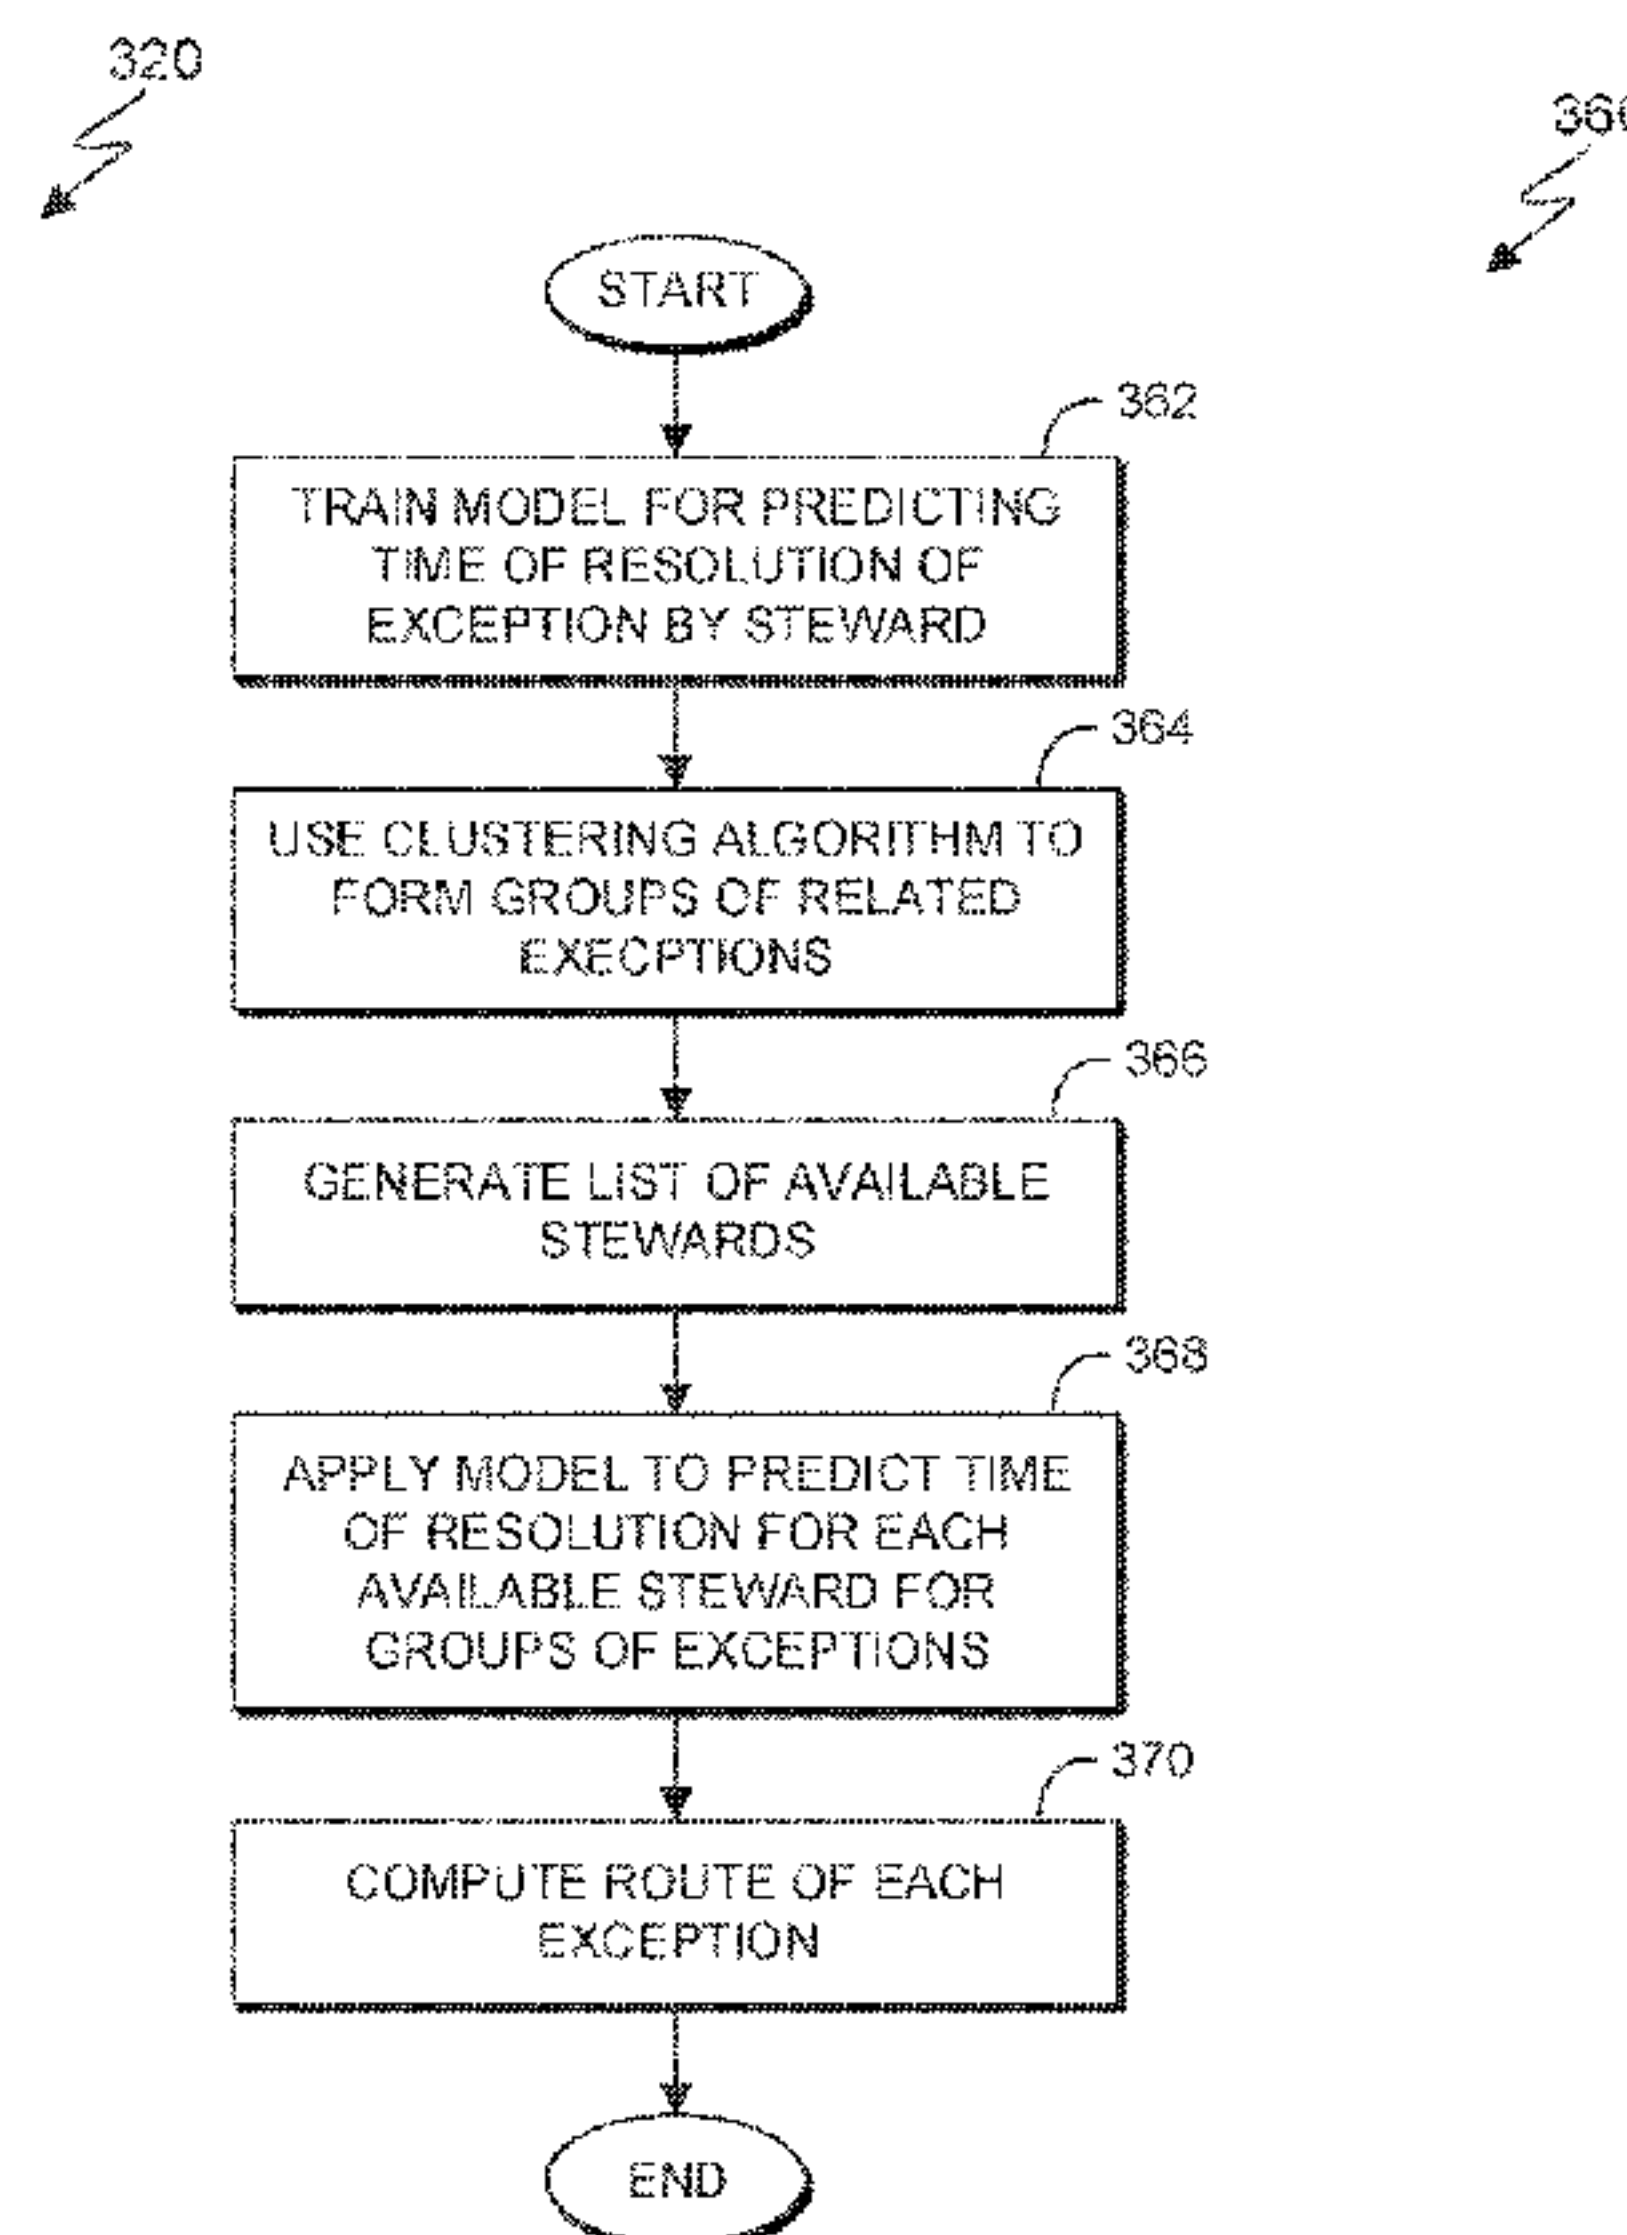 320
START
362
TRAIN MODEL FOR PREDICTING
TIME OF RESOLUTION OF
EXCEPTION BY STEWARD
364
USE CLUSTERING ALGORITHM TO
FORM GROUPS OF RELATED
EXECPTIONS
366
GENERATE LIST OF AVAILABLE
STEWARDS
368
APPLY MODEL TO PREDICT TIME
OF RESOLUTION FOR EACH
AVAILABLE STEWARD FOR
GROUPS OF EXCEPTIONS
370
COMPUTE ROUTE OF EACH
EXCEPTION
END